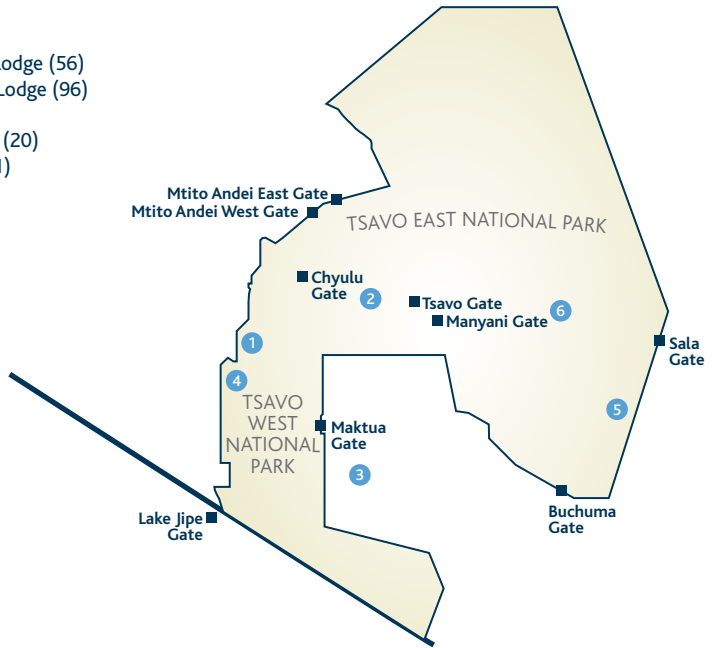 Lodge (56)
Lodge (96)
(20)
Mtito Andei East Gate
Mtito Andei West Gate
TSAVO EAST NATIONAL PARK
Chyulu
Gate
2
Tsavo Gate
Manyani Gate
6
1
Sala
Gate
4
5
TSAVO
WEST
NATIONAL
PARK
Maktua
Gate
3
Buchuma
Gate
Lake Jipe
Gate